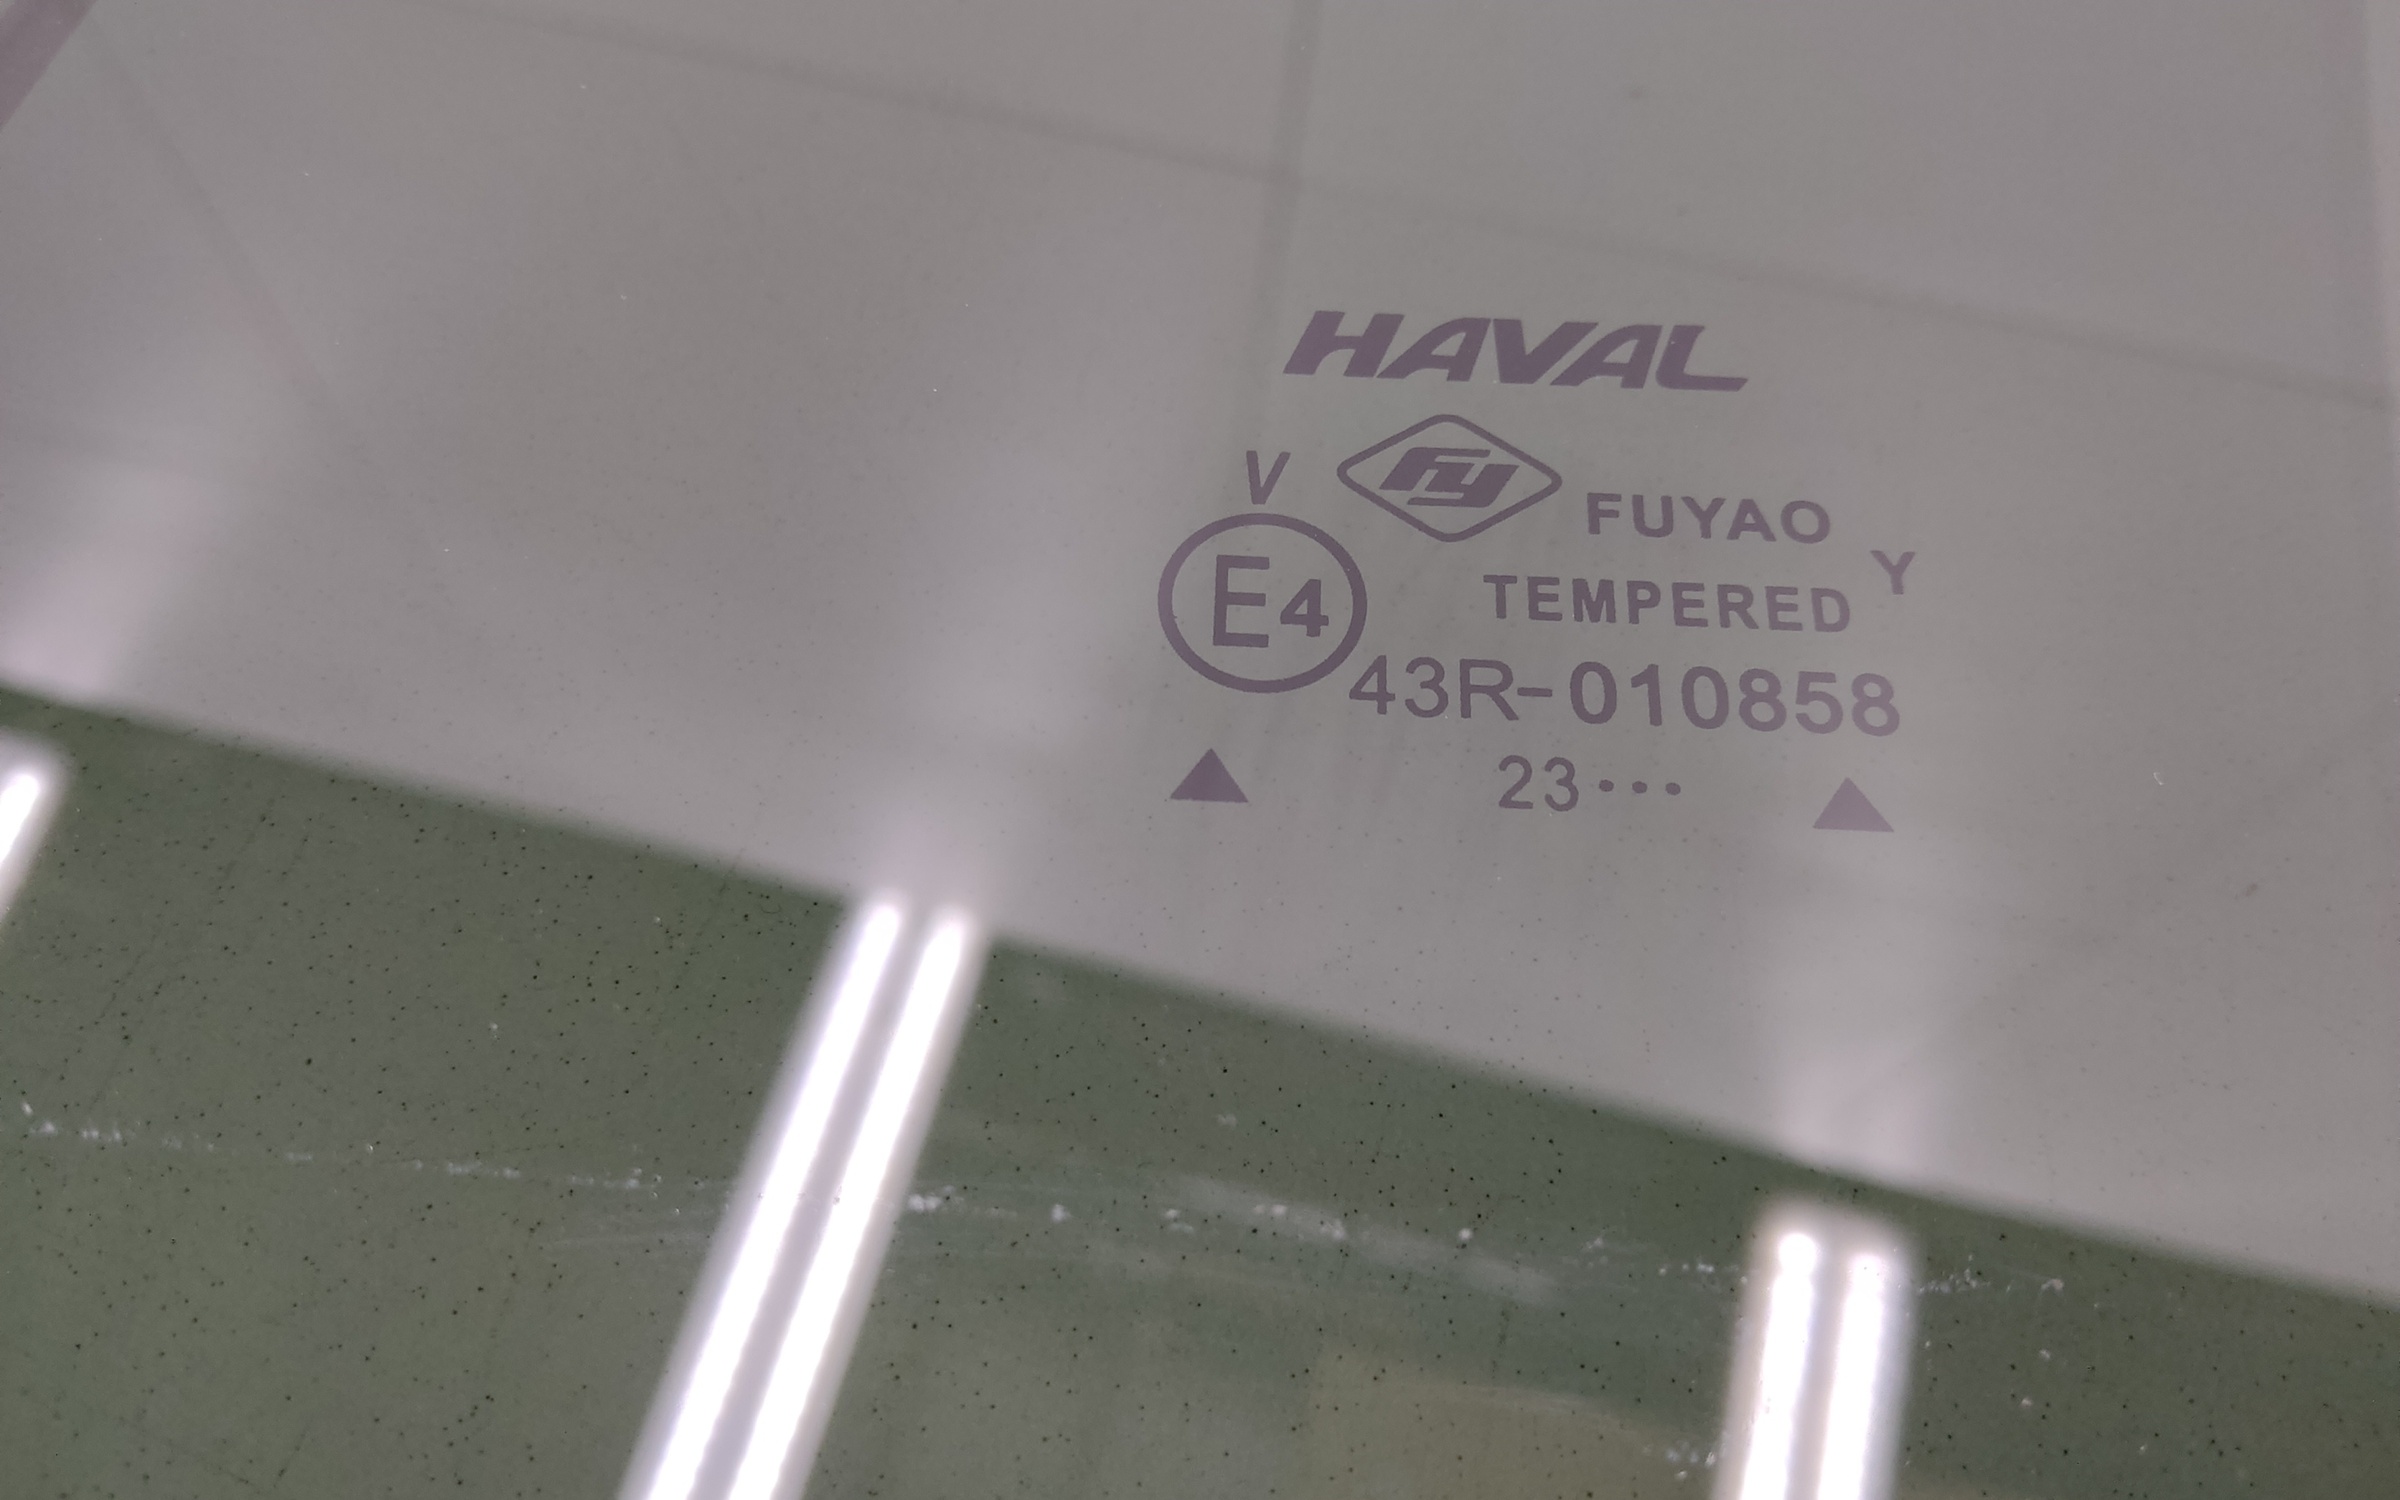 HAVAL
V fy FUYAO
E4 TEMPERED Y
43R-010858
▲ 23··· ▲